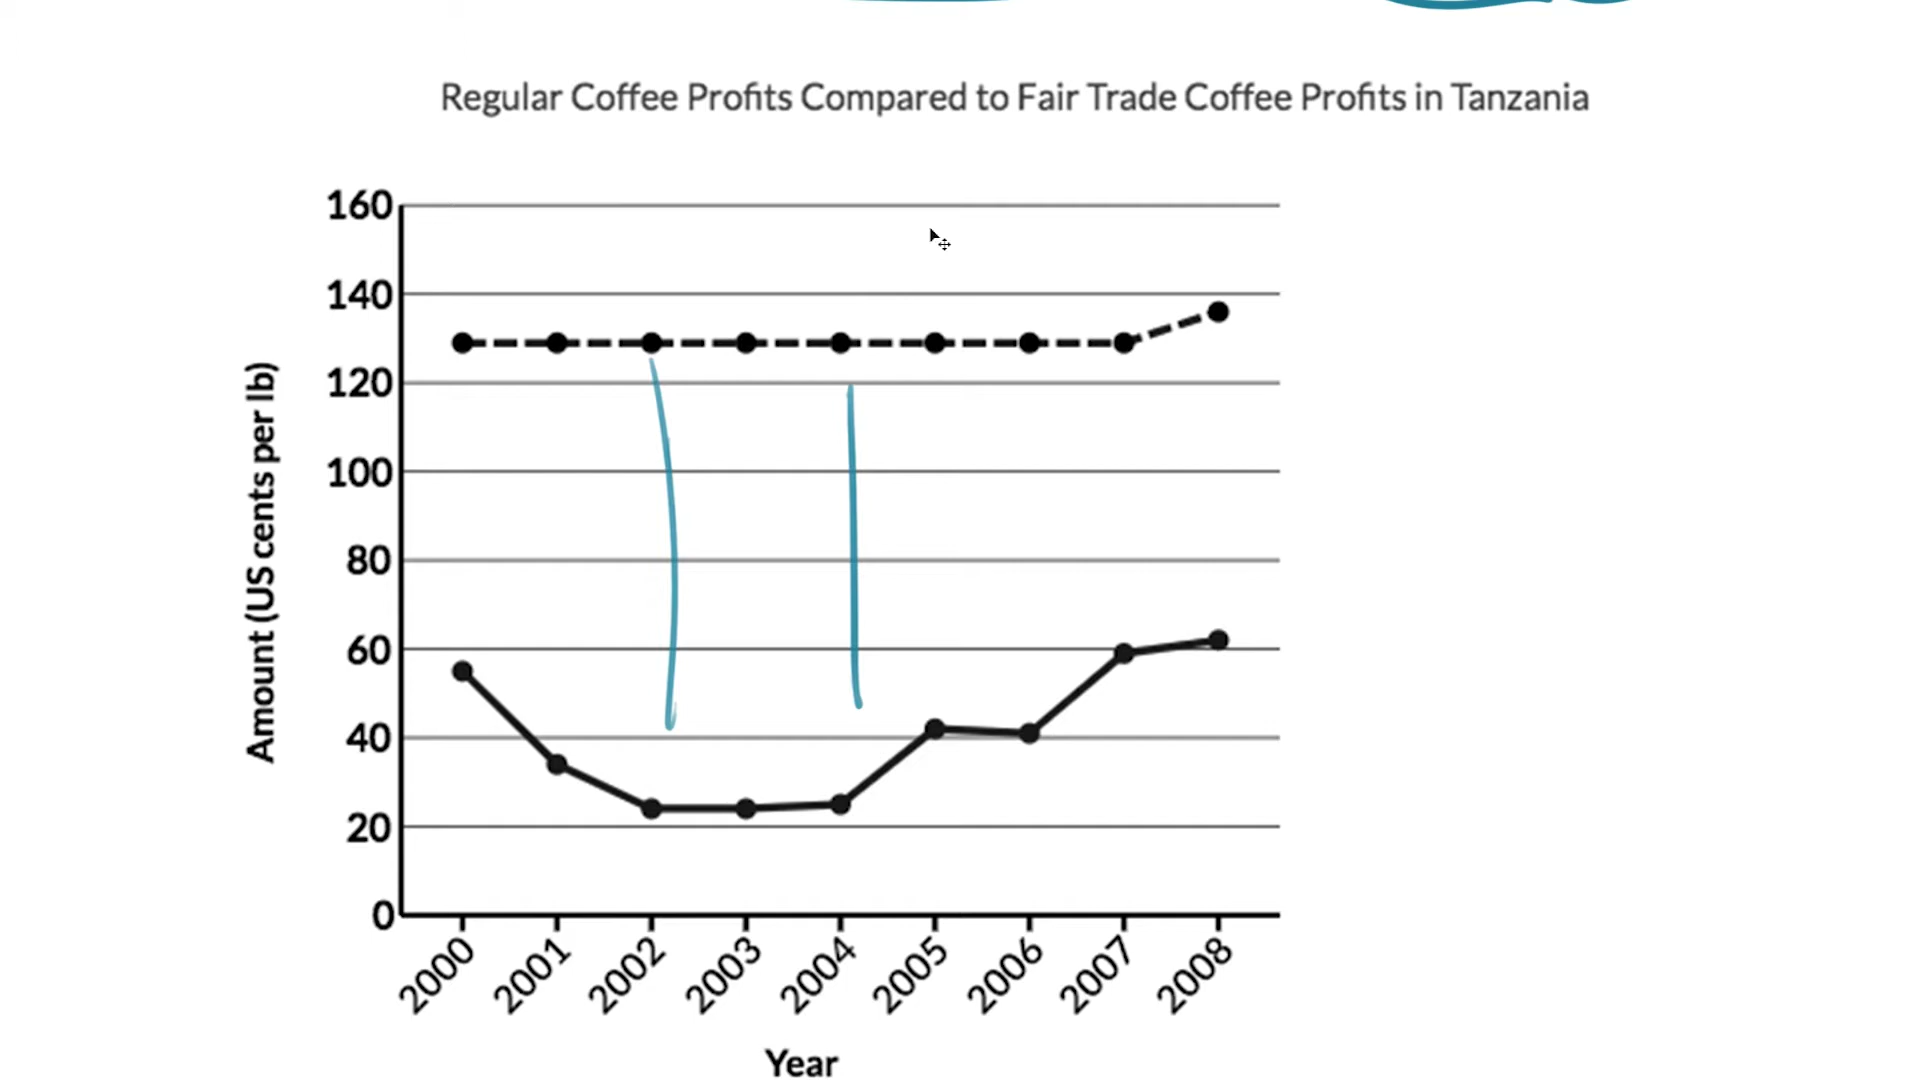 Regular Coffee Profits Compared to Fair Trade Coffee Profits in Tanzania
160
140
120
100
80
60
40
20
0
Amount (US cents per lb)
2000 2001 2002 2003 2004 2005 2006 2007 2008
Year